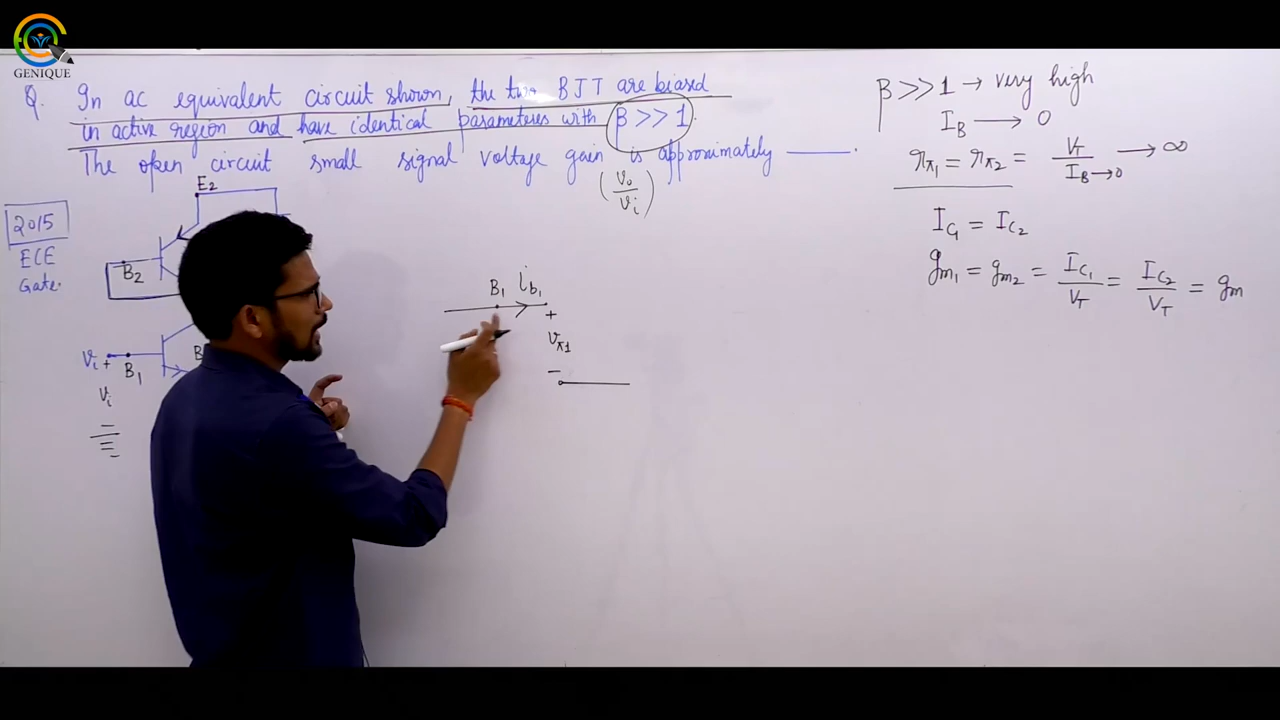 GENIQUE
Q. In ac equivalent circuit shown, the two BJT are biased
in active region and have identical parameters with β >> 1.
The open circuit small signal voltage gain is approximately ———.
(Vo/Vi)
2015
ECE
Gate.
E2
B2
Vi +
B1
Vi
−
B1 ib1
+
Vπ1
−
β >> 1 → very high
IB → 0
rπ1 = rπ2 = VT/IB→0 → ∞
IC1 = IC2
gm1 = gm2 = IC1/VT = IC2/VT = gm